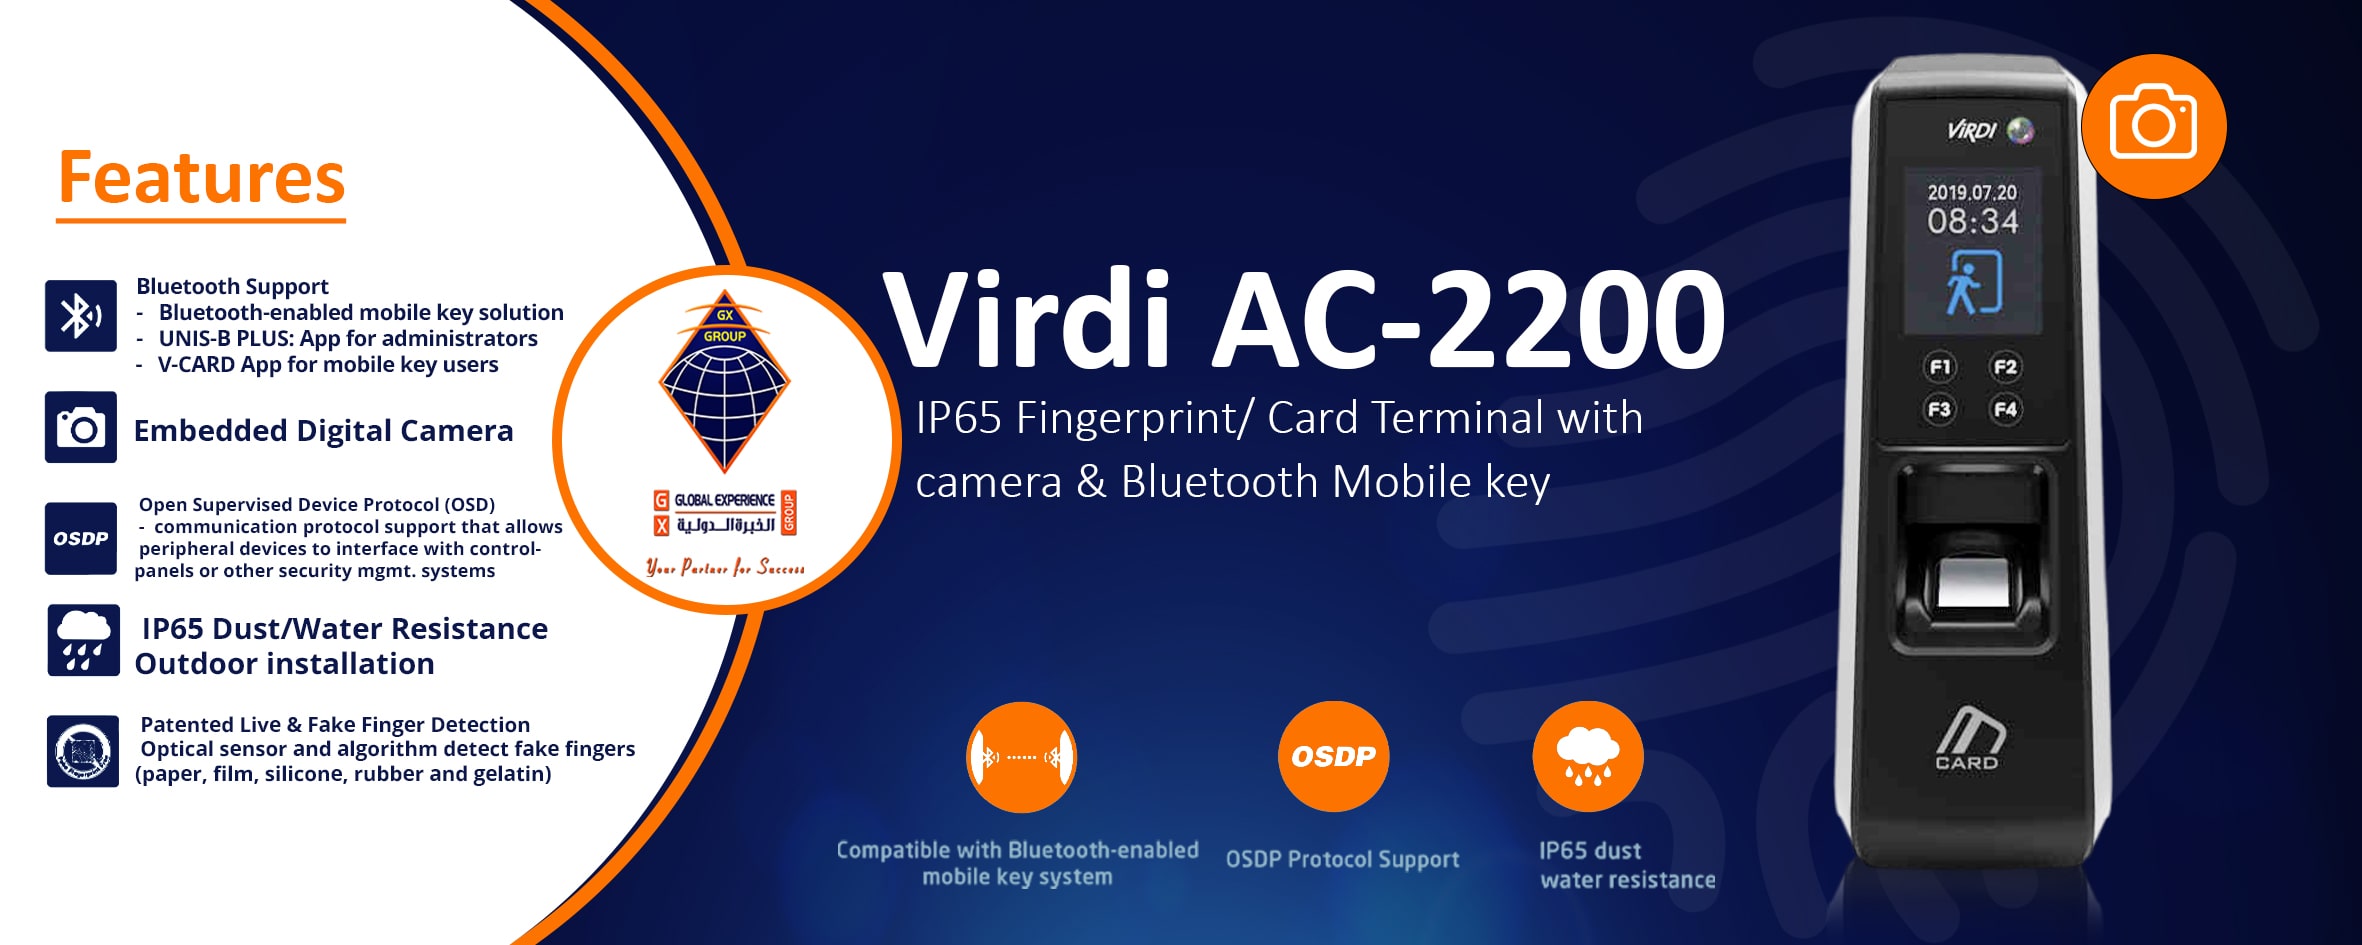 Features
Bluetooth Support
- Bluetooth-enabled mobile key solution
- UNIS-B PLUS: App for administrators
- V-CARD App for mobile key users
Embedded Digital Camera
OSDP
Open Supervised Device Protocol (OSD)
- communication protocol support that allows
peripheral devices to interface with control-
panels or other security mgmt. systems
IP65 Dust/Water Resistance
Outdoor installation
Patented Live & Fake Finger Detection
Optical sensor and algorithm detect fake fingers
(paper, film, silicone, rubber and gelatin)
GX
GROUP
G GLOBAL EXPERIENCE
X الخبرة الدولية
GROUP
Your Partner for Success
Virdi AC-2200
IP65 Fingerprint/ Card Terminal with
camera & Bluetooth Mobile key
Compatible with Bluetooth-enabled
mobile key system
OSDP
OSDP Protocol Support
IP65 dust
water resistance
ViRDI
2019.07.20
08:34
F1 F2
F3 F4
CARD